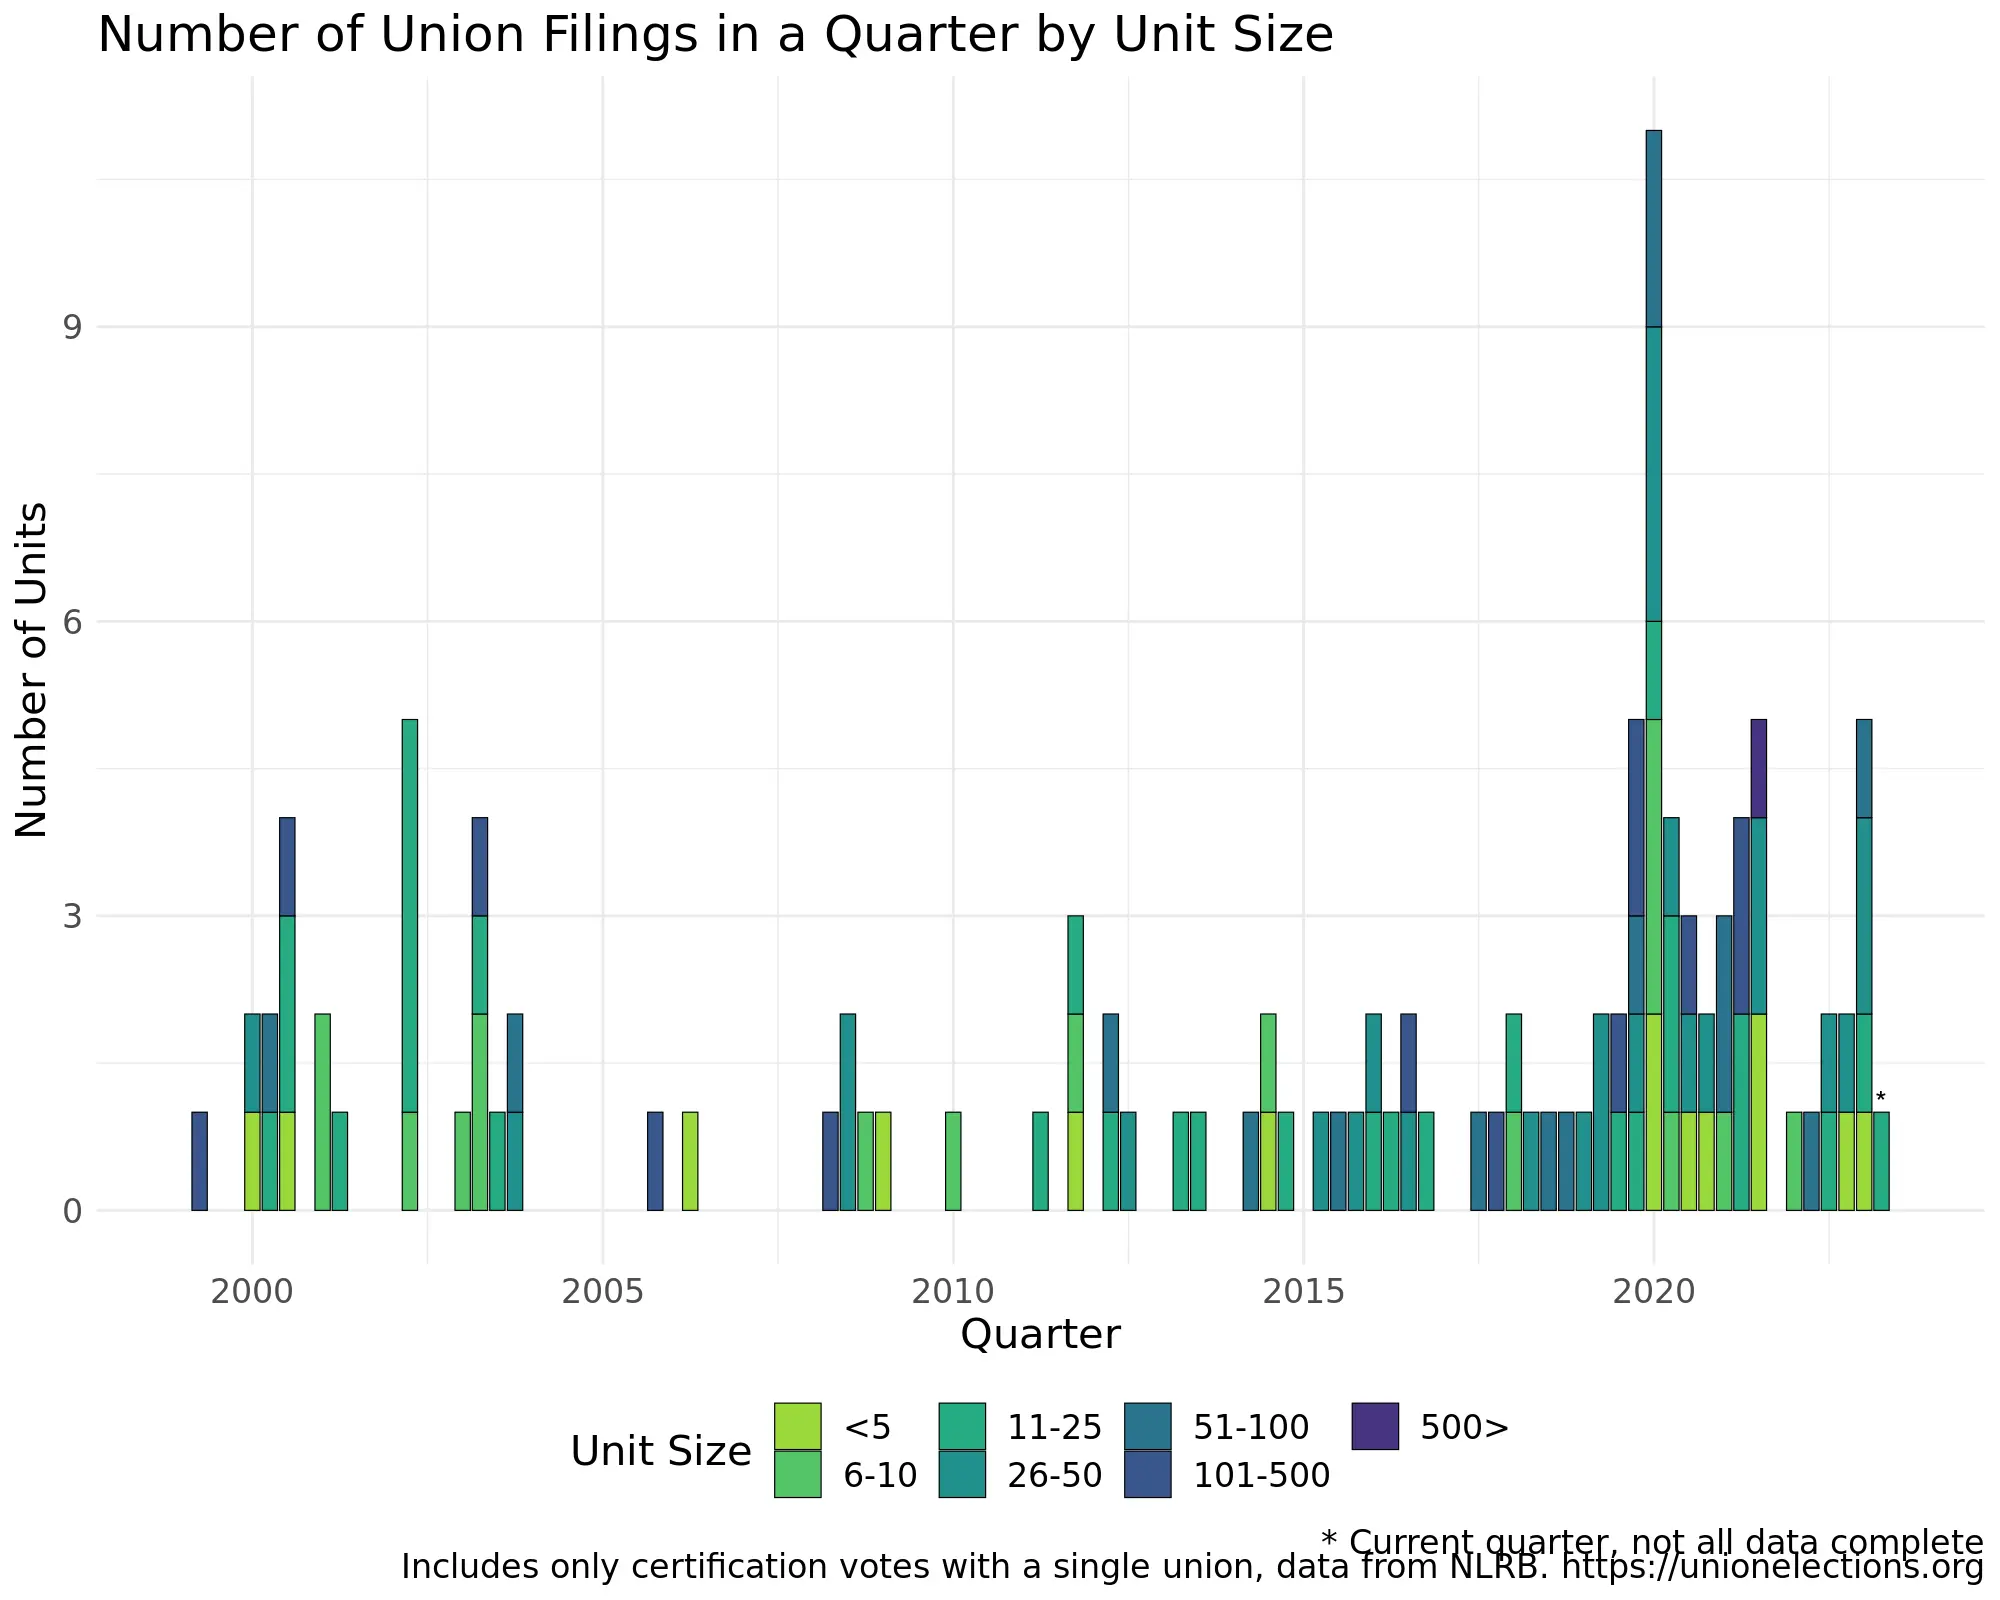 Number of Union Filings in a Quarter by Unit Size
Number of Units
9
6
3
0
*
2000 2005 2010 2015 2020
Quarter
Unit Size
<5 11-25 51-100 500>
6-10 26-50 101-500
* Current quarter, not all data complete
Includes only certification votes with a single union, data from NLRB. https://unionelections.org